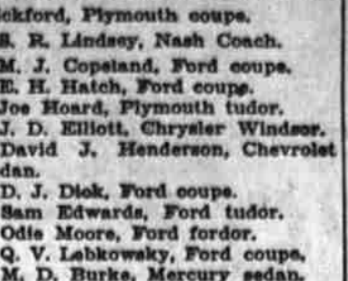 ckford, Plymouth coupe.
S. R. Lindsey, Nash Coach.
M. J. Copeland, Ford coupe.
E. H. Hatch, Ford coupe.
Joe Hoard, Plymouth tudor.
J. D. Elliott, Chrysler Windsor.
David J. Henderson, Chevrolet
dan.
D. J. Dick, Ford coupe.
Sam Edwards, Ford tudor.
Odie Moore, Ford fordor.
Q. V. Labkowsky, Ford coupe.
M. D. Burke, Mercury sedan.